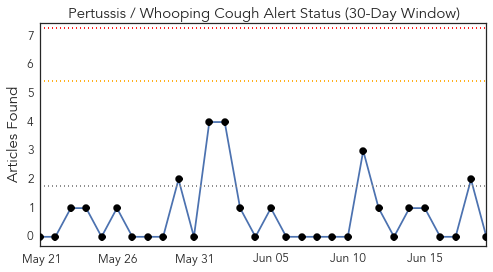 Pertussis / Whooping Cough Alert Status (30-Day Window)
Articles Found
7
6
5
4
3
2
1
0
May 21
May 26
May 31
Jun 05
Jun 10
Jun 15